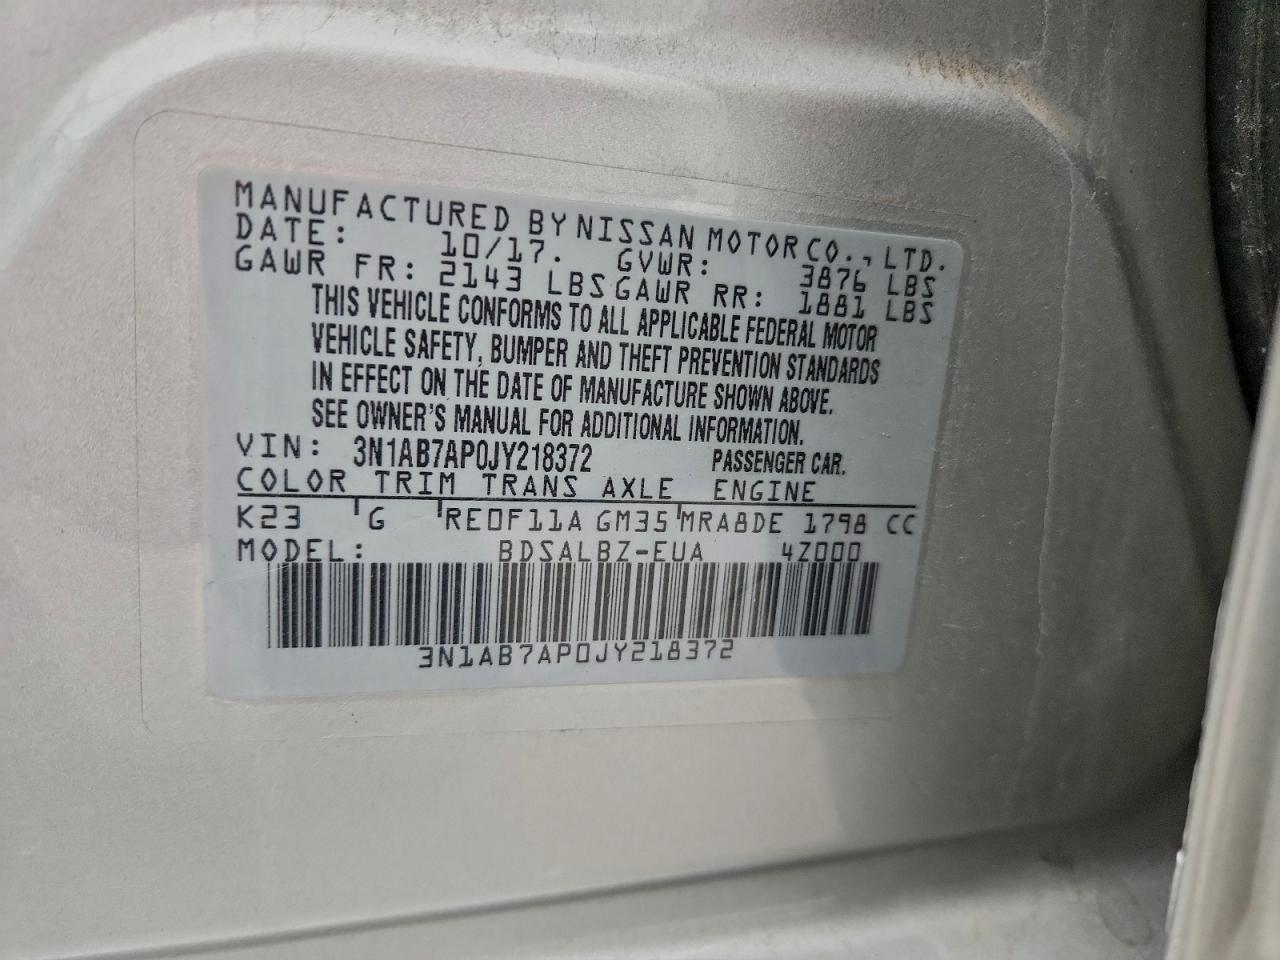 MANUFACTURED BY NISSAN MOTOR CO., LTD.
DATE: 10/17. GVWR: 3876 LBS
GAWR FR: 2143 LBS GAWR RR: 1881 LBS
THIS VEHICLE CONFORMS TO ALL APPLICABLE FEDERAL MOTOR
VEHICLE SAFETY, BUMPER AND THEFT PREVENTION STANDARDS
IN EFFECT ON THE DATE OF MANUFACTURE SHOWN ABOVE.
SEE OWNER'S MANUAL FOR ADDITIONAL INFORMATION.
VIN: 3N1AB7AP0JY218372 PASSENGER CAR.
COLOR TRIM TRANS AXLE ENGINE
K23 G RE0F11A GM35 MRA8DE 1798 CC
MODEL: BDSALBZ-EUA 4Z000
3N1AB7AP0JY218372